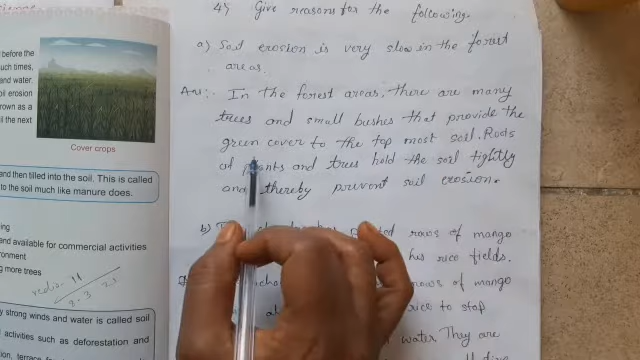 before the
uch times,
and water
oil erosion
rown as a
il the next
Cover crops
and then tilled into the soil. This is called
to the soil much like manure does.
and available for commercial activities
onment
g more trees
y strong winds and water is called soil
activities such as deforestation and
4) Give reasons for the following.
a) Soil erosion is very slow in the forest
areas.
Ans:- In the forest areas, there are many
trees and small bushes that provide the
green cover to the top most soil. Roots
of plants and trees hold the soil tightly
and thereby prevent soil erosion.
b) rows of mango
his rice fields.
rows of mango
to stop
water. They are